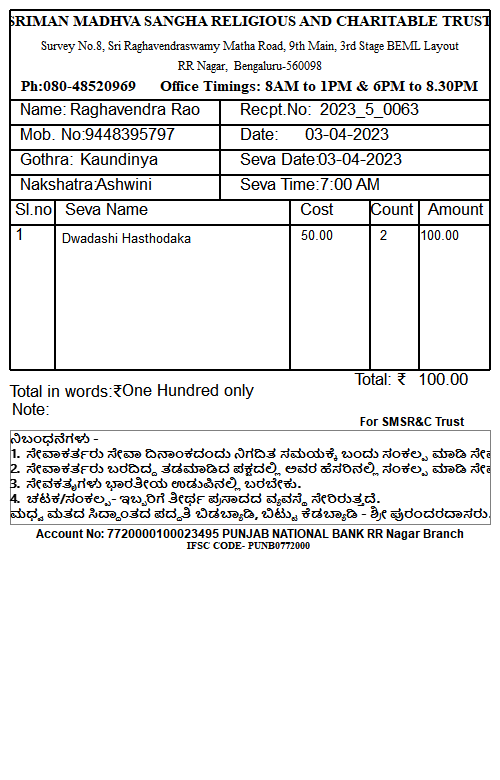 SRIMAN MADHVA SANGHA RELIGIOUS AND CHARITABLE TRUST
Survey No.8, Sri Raghavendraswamy Matha Road, 9th Main, 3rd Stage BEML Layout
RR Nagar, Bengaluru-560098
Ph:080-48520969 Office Timings: 8AM to 1PM & 6PM to 8.30PM
Name: Raghavendra Rao Recpt.No: 2023_5_0063
Mob. No:9448395797 Date: 03-04-2023
Gothra: Kaundinya Seva Date:03-04-2023
Nakshatra:Ashwini Seva Time:7:00 AM
Sl.no Seva Name Cost Count Amount
1 Dwadashi Hasthodaka 50.00 2 100.00
Total: ₹ 100.00
Total in words:₹One Hundred only
Note:
For SMSR&C Trust
ನಿಬಂಧನೆಗಳು -
1. ಸೇವಾಕರ್ತರು ಸೇವಾ ದಿನಾಂಕದಂದು ನಿಗದಿತ ಸಮಯಕ್ಕೆ ಬಂದು ಸಂಕಲ್ಪ ಮಾಡಿ
2. ಸೇವಾಕರ್ತರು ಬರದಿದ್ದ ತಡಮಾಡಿದ ಪಕ್ಷದಲ್ಲಿ ಅವರ ಹೆಸರಿನಲ್ಲಿ ಸಂಕಲ್ಪ ಮಾಡಿ
3. ಸೇವಕತೃಗಳು ಭಾರತೀಯ ಉಡುಪಿನಲ್ಲಿ ಬರಬೇಕು.
4. ಚಟಕ/ಸಂಕಲ್ಪ- ಇಬ್ಬರಿಗೆ ತೀರ್ಥ ಪ್ರಸಾದದ ವ್ಯವಸ್ಥೆ ಸೇರಿರುತ್ತದೆ.
ಮಧ್ವ ಮತದ ಸಿದ್ಧಾಂತದ ಪದ್ಧತಿ ಬಿಡಬ್ಯಾಡಿ, ಬಿಟ್ಟು ಕೆಡಬ್ಯಾಡಿ - ಶ್ರೀ ಪುರಂದರದಾಸರು.
Account No: 7720000100023495 PUNJAB NATIONAL BANK RR Nagar Branch
IFSC CODE- PUNB0772000